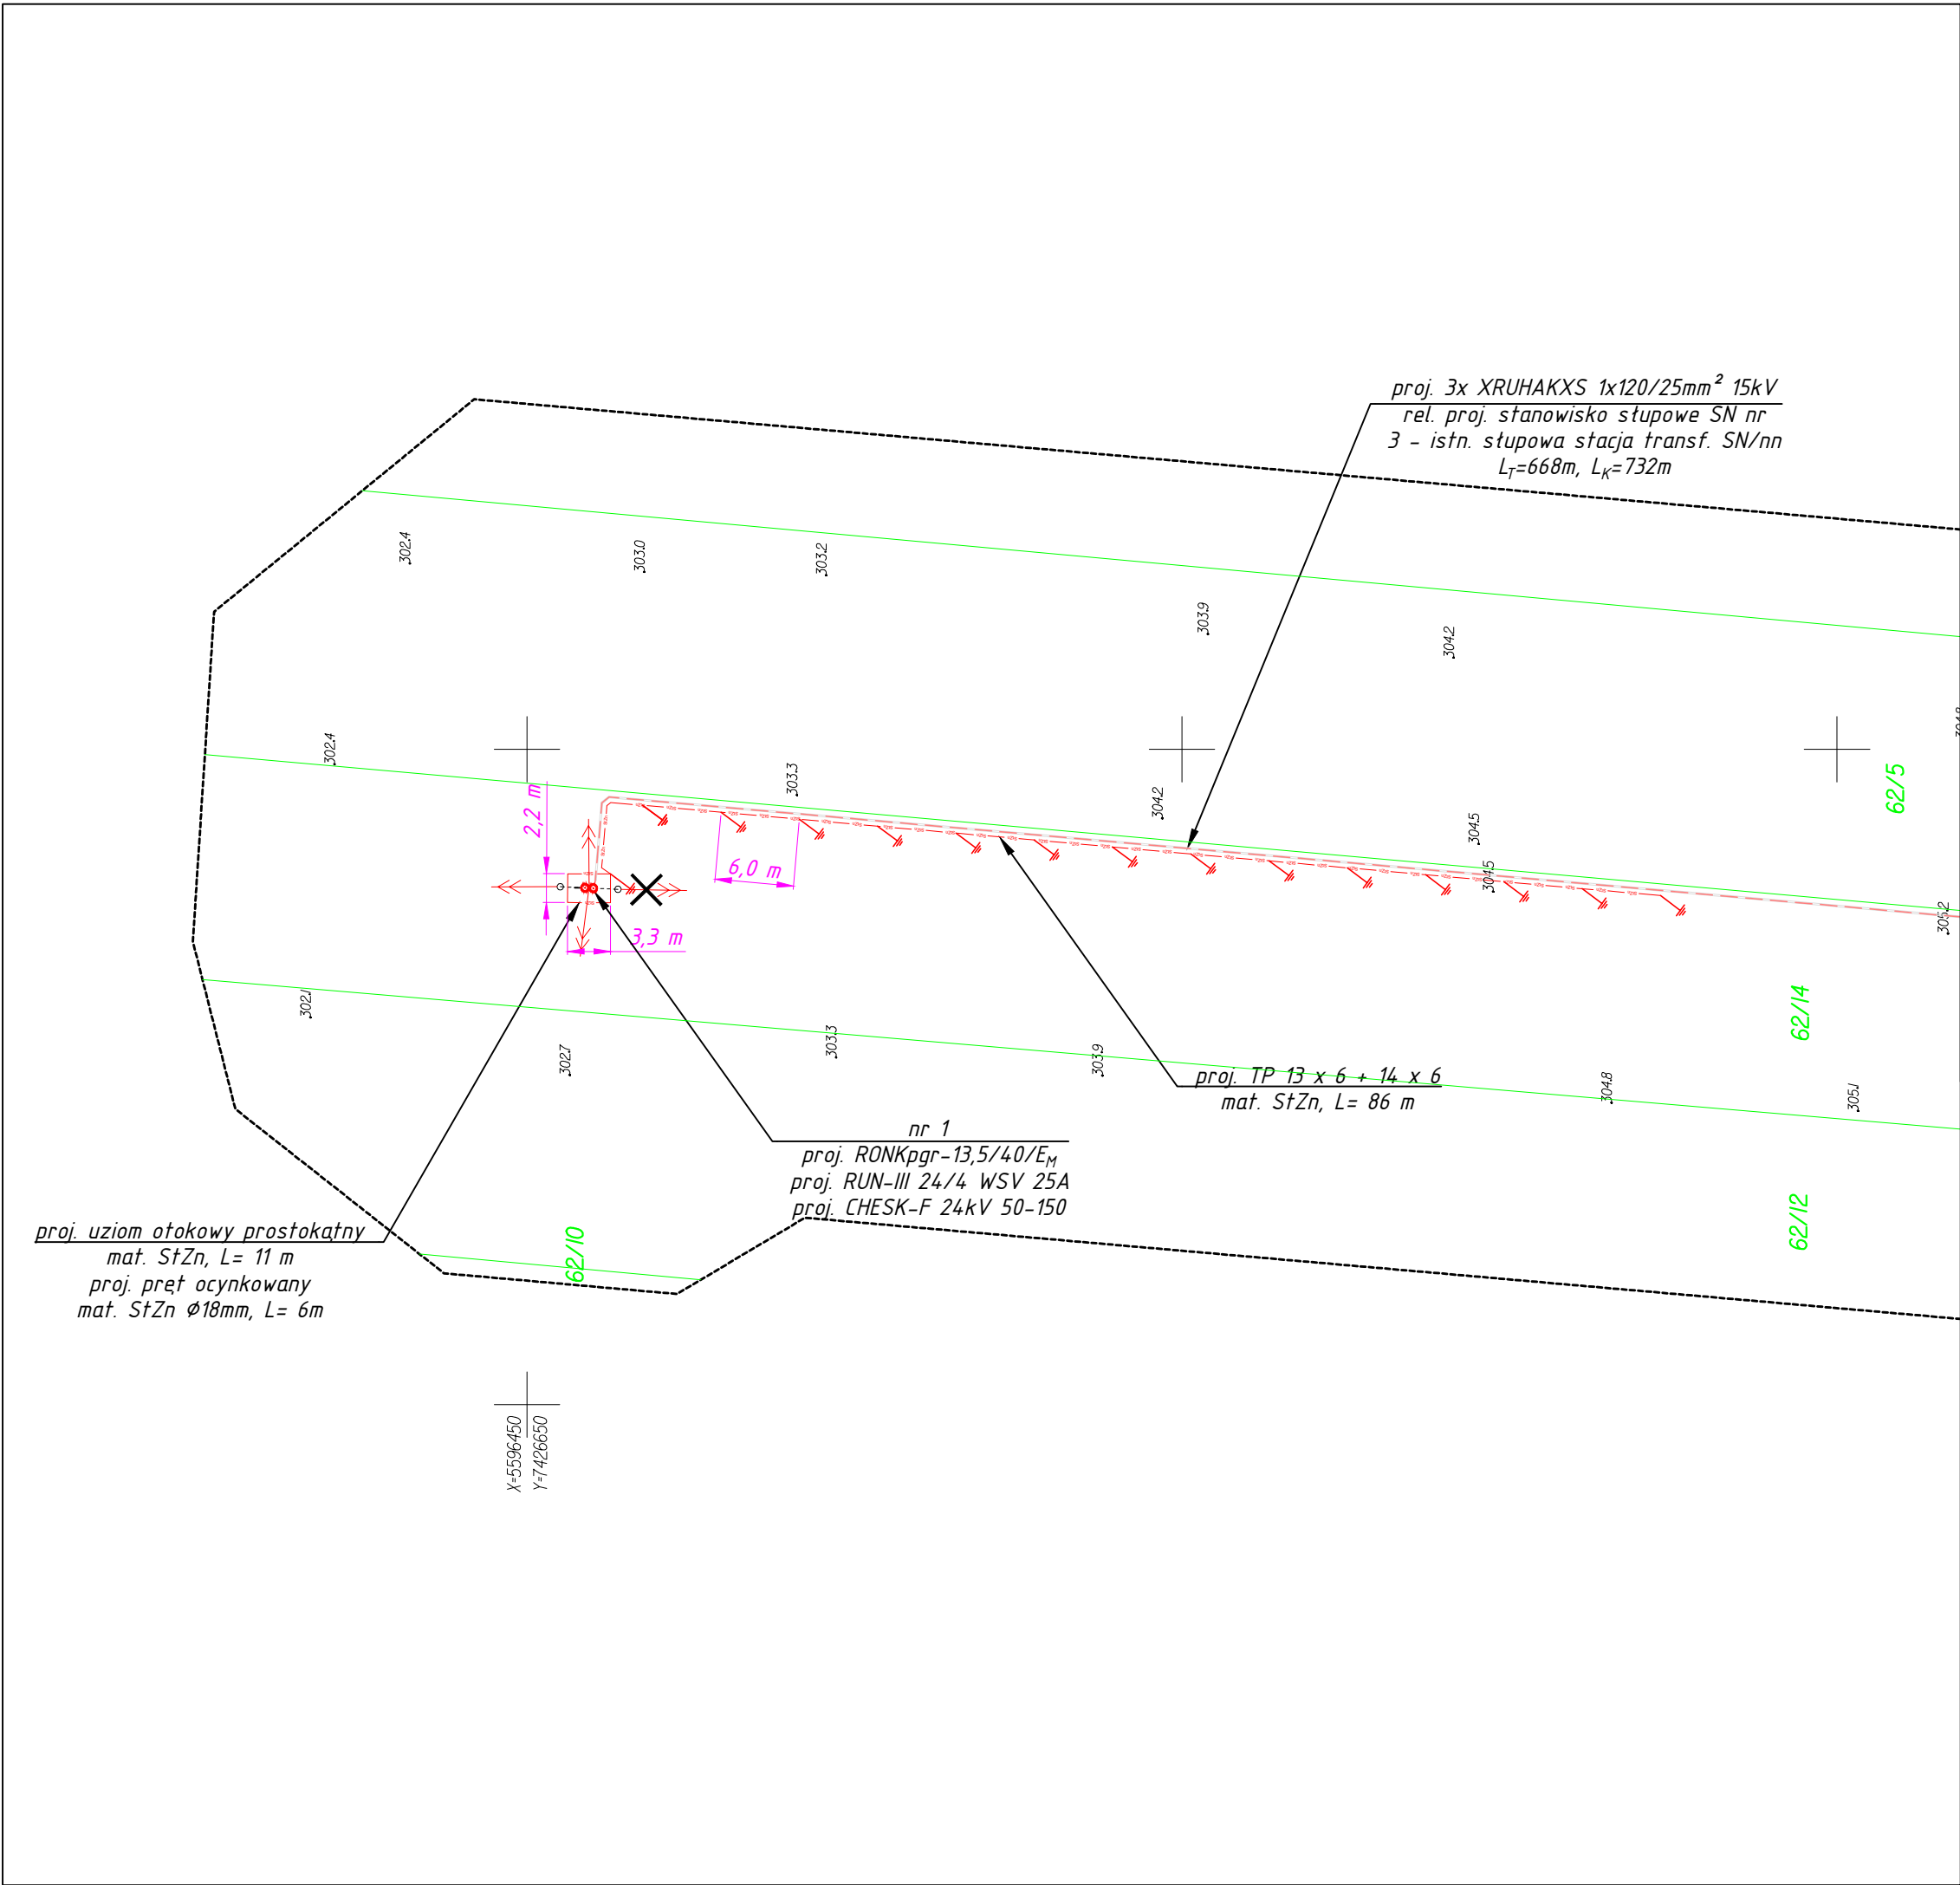 proj. 3x XRUHAKXS 1x120/25mm² 15kV
rel. proj. stanowisko słupowe SN nr
3 - istn. słupowa stacja transf. SN/nn
L_T=668m, L_K=732m
302.4
303.0
303.2
303.9
304.2
302.4
303.3
304.2
304.5
62/5
2,2 m
6,0 m
304.5
3,3 m
305.2
302.1
302.7
303.3
303.9
62/14
304.8
305.1
proj. TP 13 x 6 + 14 x 6
mat. StZn, L= 86 m
nr 1
proj. RONKpgr-13,5/40/E_M
proj. RUN-III 24/4 WSV 25A
proj. CHESK-F 24kV 50-150
62/12
62/10
proj. uziom otokowy prostokątny
mat. StZn, L= 11 m
proj. pręt ocynkowany
mat. StZn Ø18mm, L= 6m
X=5596450
Y=7426650